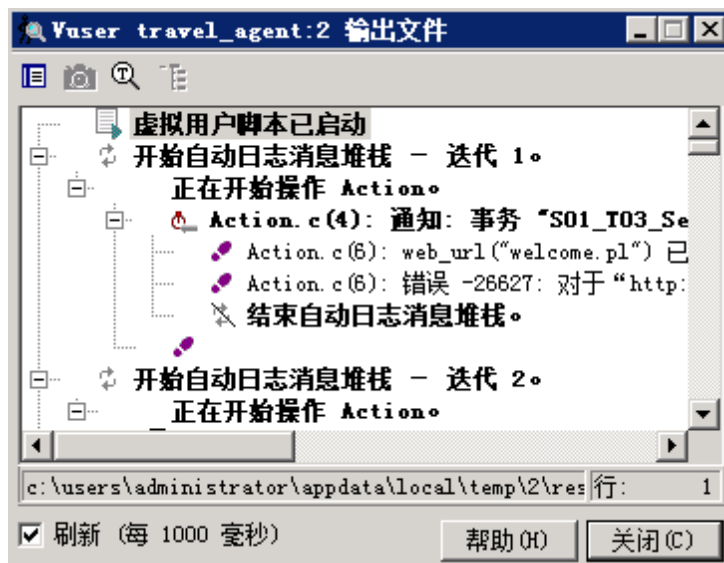 Vuser travel_agent:2 输出文件
虚拟用户脚本已启动
开始自动日志消息堆栈 - 迭代 1。
正在开始操作 Action。
Action.c(4): 通知: 事务 "S01_T03_Se
Action.c(6): web_url("welcome.pl") 已
Action.c(6): 错误 -26627: 对于“http:
结束自动日志消息堆栈。
开始自动日志消息堆栈 - 迭代 2。
正在开始操作 Action。
c:\users\administrator\appdata\local\temp\2\res 行: 1
刷新 (每 1000 毫秒) 帮助(H) 关闭(C)